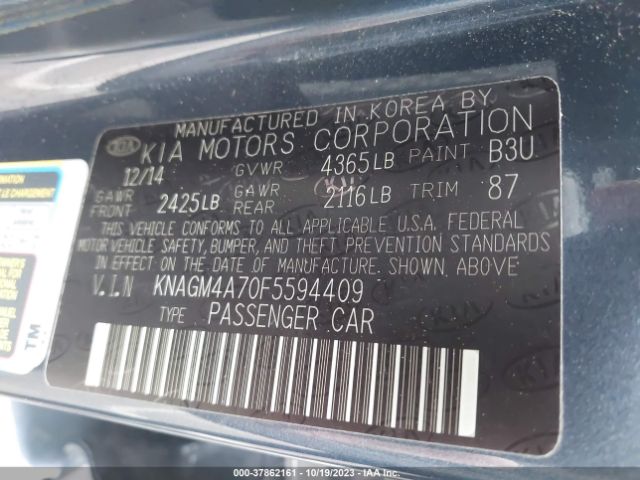 MANUFACTURED IN KOREA BY
KIA KIA MOTORS CORPORATION
12/14 GVWR 4365LB PAINT B3U
GAWR FRONT 2425LB GAWR REAR 2116LB TRIM 87
THIS VEHICLE CONFORMS TO ALL APPLICABLE U.S.A. FEDERAL
MOTOR VEHICLE SAFETY, BUMPER, AND THEFT PREVENTION STANDARDS
IN EFFECT ON THE DATE OF MANUFACTURE. SHOWN, ABOVE
V.I.N KNAGM4A70F5594409
TYPE PASSENGER CAR
TM
000-37862161 - 10/19/2023 - IAA Inc.